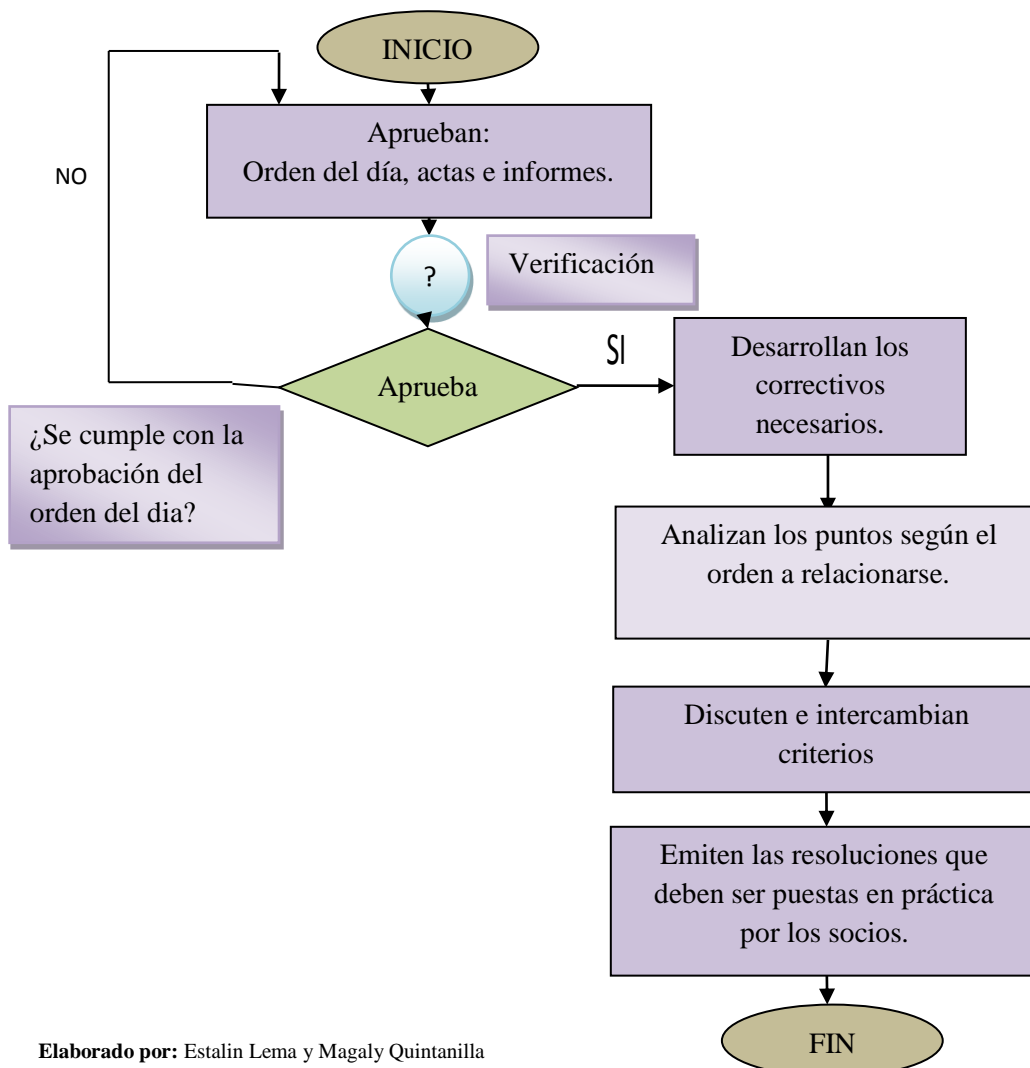 INICIO
Aprueban:
Orden del día, actas e informes.
NO
?
Verificación
Aprueba
SI
¿Se cumple con la
aprobación del
orden del dia?
Desarrollan los
correctivos
necesarios.
Analizan los puntos según el
orden a relacionarse.
Discuten e intercambian
criterios
Emiten las resoluciones que
deben ser puestas en práctica
por los socios.
FIN
Elaborado por: Estalin Lema y Magaly Quintanilla